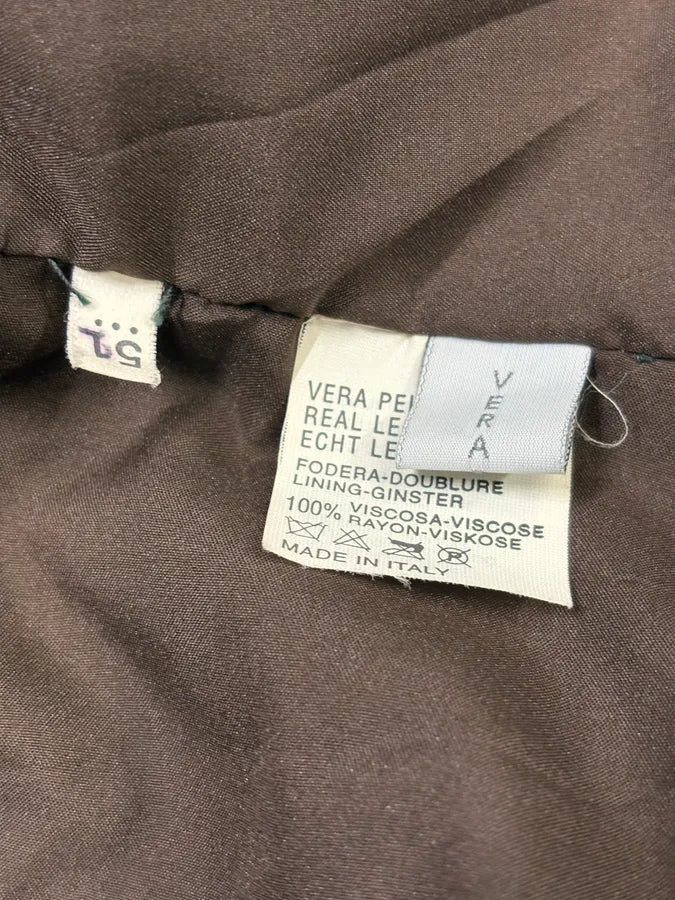 51
VERA PE
REAL LE
ECHT LE
FODERA-DOUBLURE
LINING-GINSTER
100% VISCOSA-VISCOSE
RAYON-VISKOSE
MADE IN ITALY
VERA